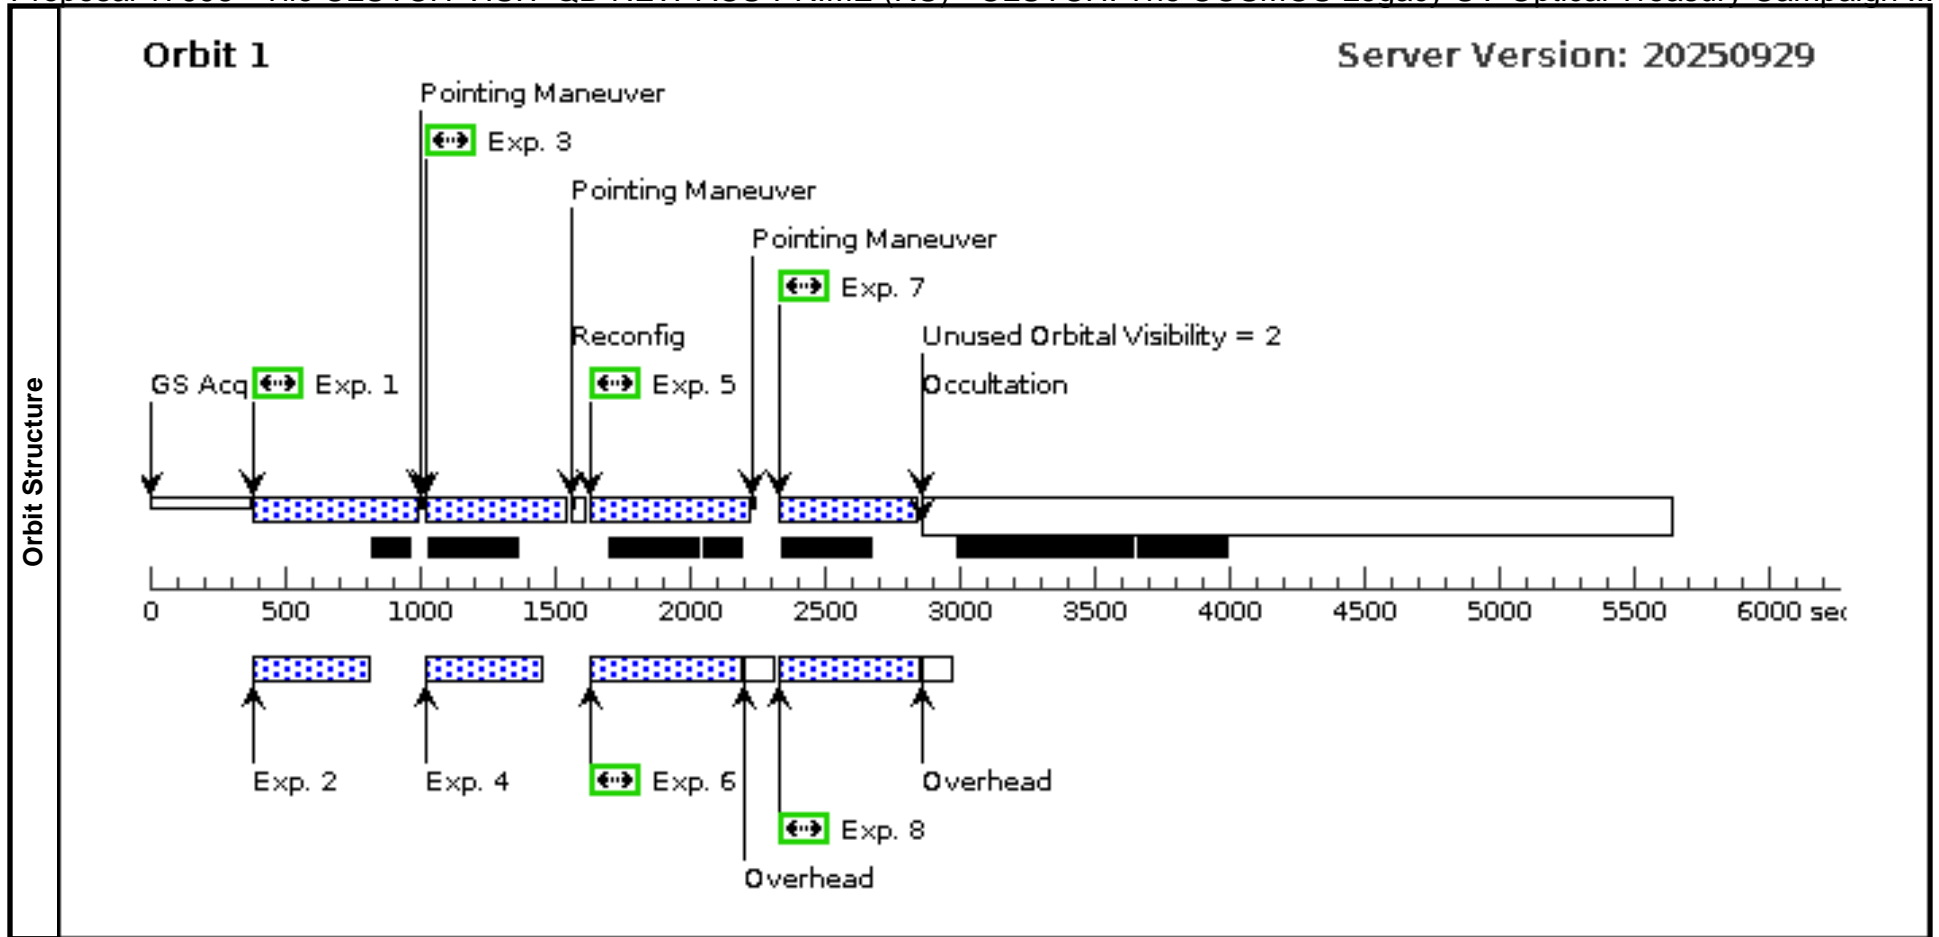 Orbit 1
Server Version: 20250929
Pointing Maneuver
Exp. 3
Pointing Maneuver
Pointing Maneuver
Exp. 7
Reconfig
Unused Orbital Visibility = 2
GS Acq
Exp. 1
Exp. 5
Occultation
Orbit Structure
0 500 1000 1500 2000 2500 3000 3500 4000 4500 5000 5500 6000 sec
Exp. 2
Exp. 4
Exp. 6
Overhead
Exp. 8
Overhead